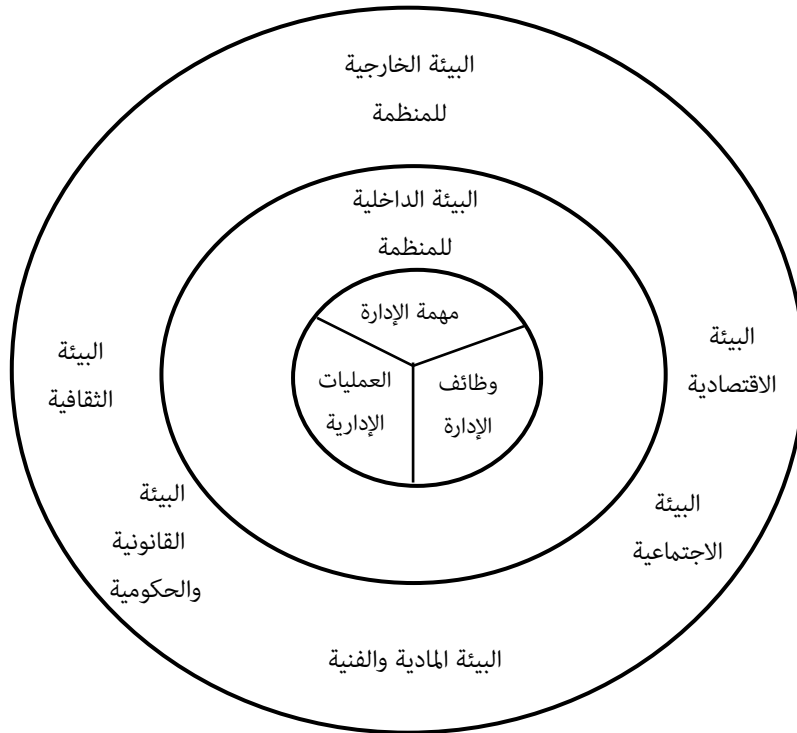 البيئة الخارجية
للمنظمة
البيئة الداخلية
للمنظمة
مهمة الإدارة
وظائف
الإدارة
العمليات
الإدارية
البيئة
الاقتصادية
البيئة
الثقافية
البيئة
الاجتماعية
البيئة
القانونية
والحكومية
البيئة المادية والفنية